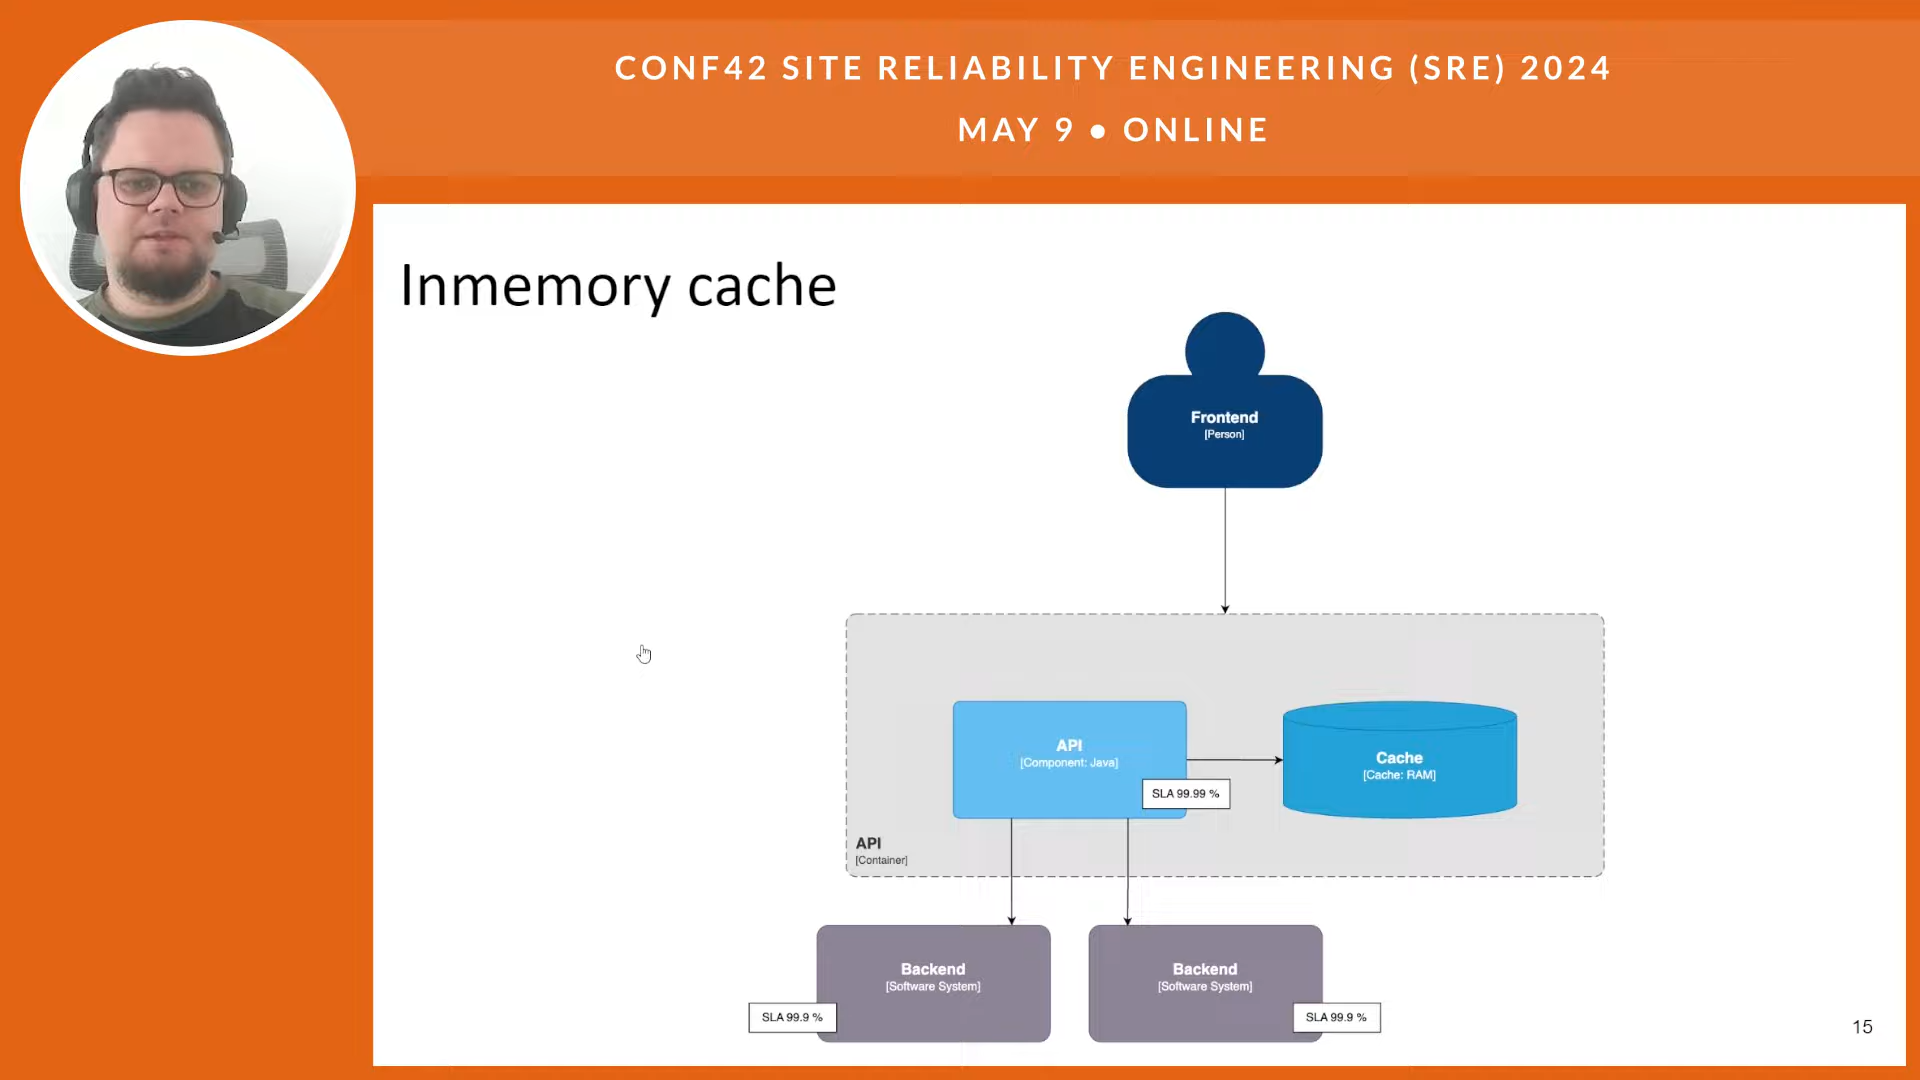 CONF42 SITE RELIABILITY ENGINEERING (SRE) 2024
MAY 9 • ONLINE
Inmemory cache
Frontend
[Person]
API
[Component: Java]
SLA 99.99 %
Cache
[Cache: RAM]
API
[Container]
Backend
[Software System]
SLA 99.9 %
Backend
[Software System]
SLA 99.9 %
15